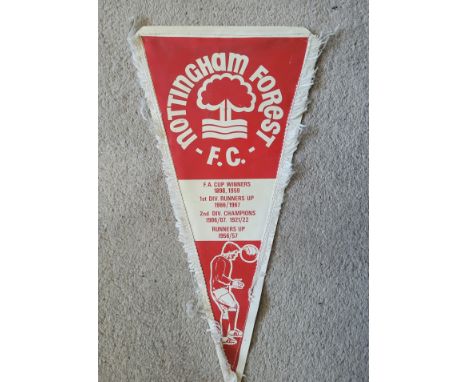 NOTTINGHAM FOREST
- F.C. -
F.A. CUP WINNERS
1898, 1959
1st DIV. RUNNERS UP
1966/1967
2nd DIV. CHAMPIONS
1906/07. 1921/22
RUNNERS UP
1956/57